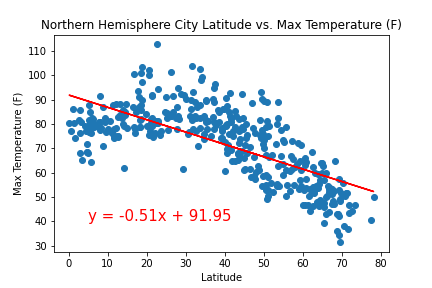 Northern Hemisphere City Latitude vs. Max Temperature (F)
110
100
90
80
70
60
50
40
30
Max Temperature (F)
y = -0.51x + 91.95
0 10 20 30 40 50 60 70 80
Latitude